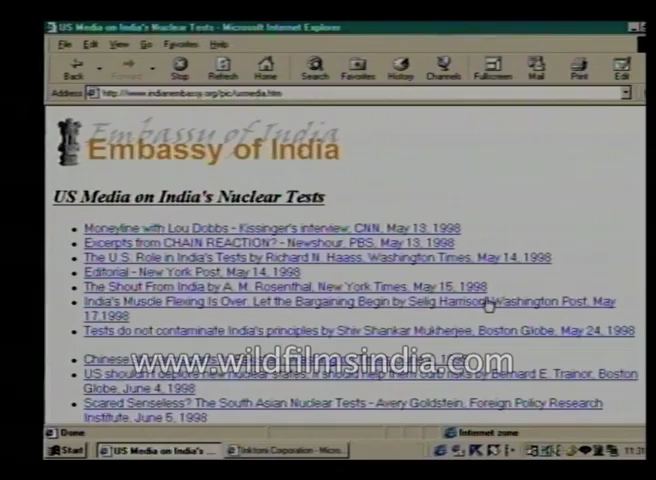 US Media on India's Nuclear Tests - Microsoft Internet Explorer
File Edit View Go Favorites Help
Back Forward Stop Refresh Home Search Favorites History Channels Fullscreen Mail Print Edit
Address http://www.indianembassy.org/pic/usmedia.htm
Embassy of India
Embassy of India
US Media on India's Nuclear Tests
Moneyline with Lou Dobbs - Kissinger's interview, CNN, May 13, 1998
Excerpts from CHAIN REACTION? - Newshour, PBS, May 13, 1998
The U.S. Role in India's Tests by Richard N. Haass, Washington Times, May 14, 1998
Editorial - New York Post, May 14, 1998
The Shout From India by A. M. Rosenthal, New York Times, May 15, 1998
India's Muscle Flexing Is Over. Let the Bargaining Begin by Selig Harrison Washington Post, May
17,1998
Tests do not contaminate India's principles by Shiv Shankar Mukherjee, Boston Globe, May 24, 1998
Chinese
www.wildfilmsindia.com
US shouldn't deplore new nuclear states, it should help them curb risks by Bernard E. Trainor, Boston
Globe, June 4, 1998
Scared Senseless? The South Asian Nuclear Tests - Avery Goldstein, Foreign Policy Research
Institute, June 5, 1998
Done Internet zone
Start US Media on India's ... Tinktoni Corporation - Micro... 11:3